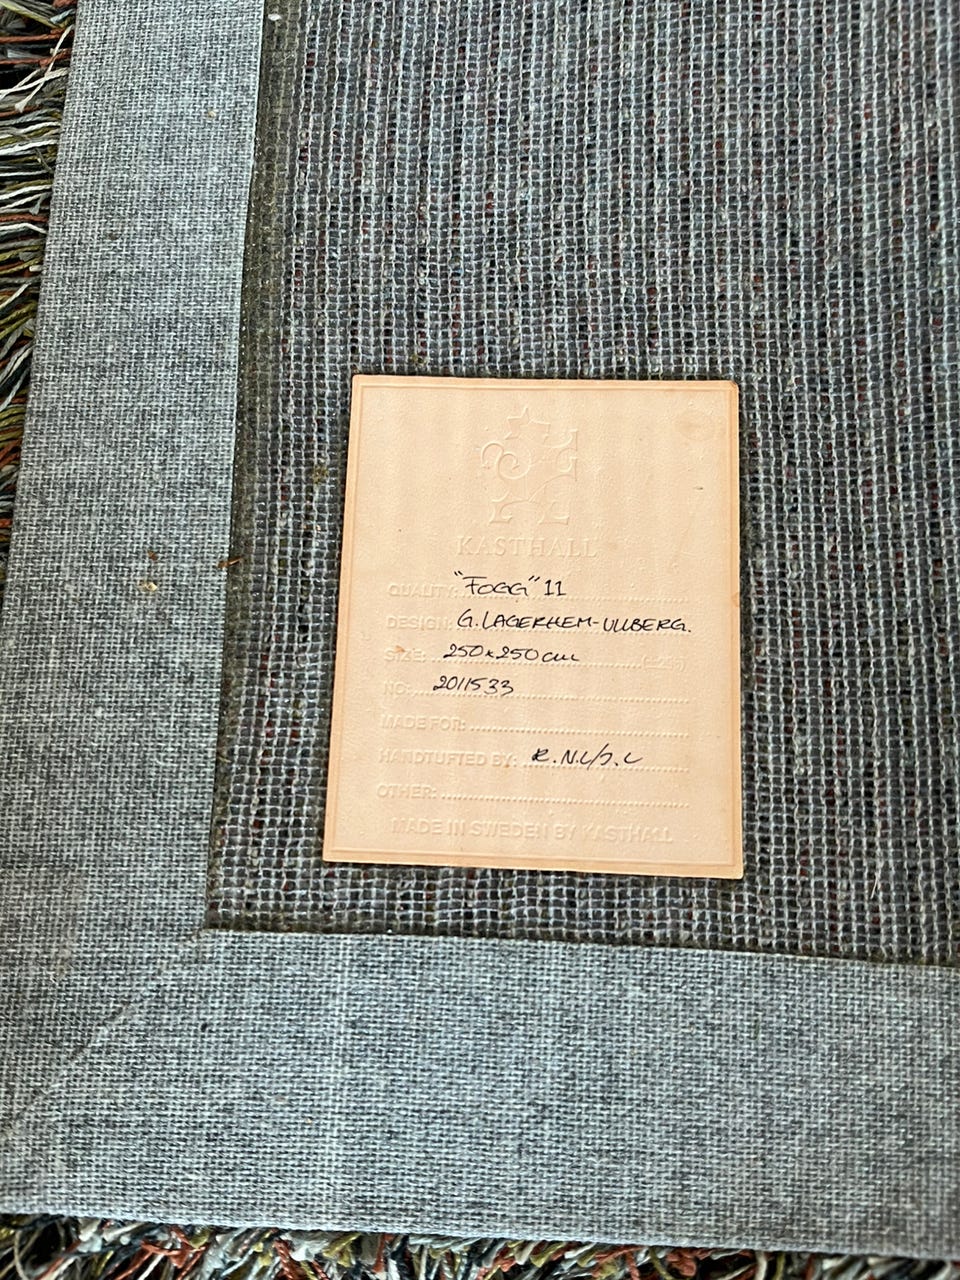 KASTHALL
QUALITY: "FOGG" 11
DESIGN: G. LAGERHEM-ULLBERG.
SIZE: 250x250 cm (±2%)
NO: 2011533
MADE FOR:
HANDTUFTED BY: R.N.L/J.L
OTHER:
MADE IN SWEDEN BY KASTHALL